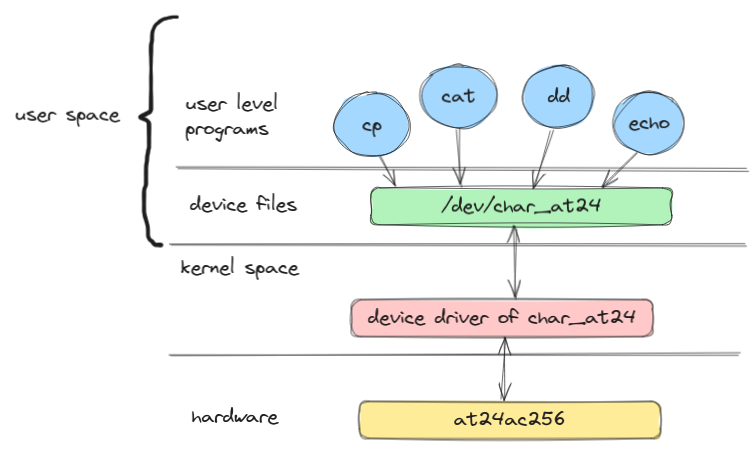 user space
user level
programs
cp
cat
dd
echo
device files
/dev/char_at24
kernel space
device driver of char_at24
hardware
at24ac256